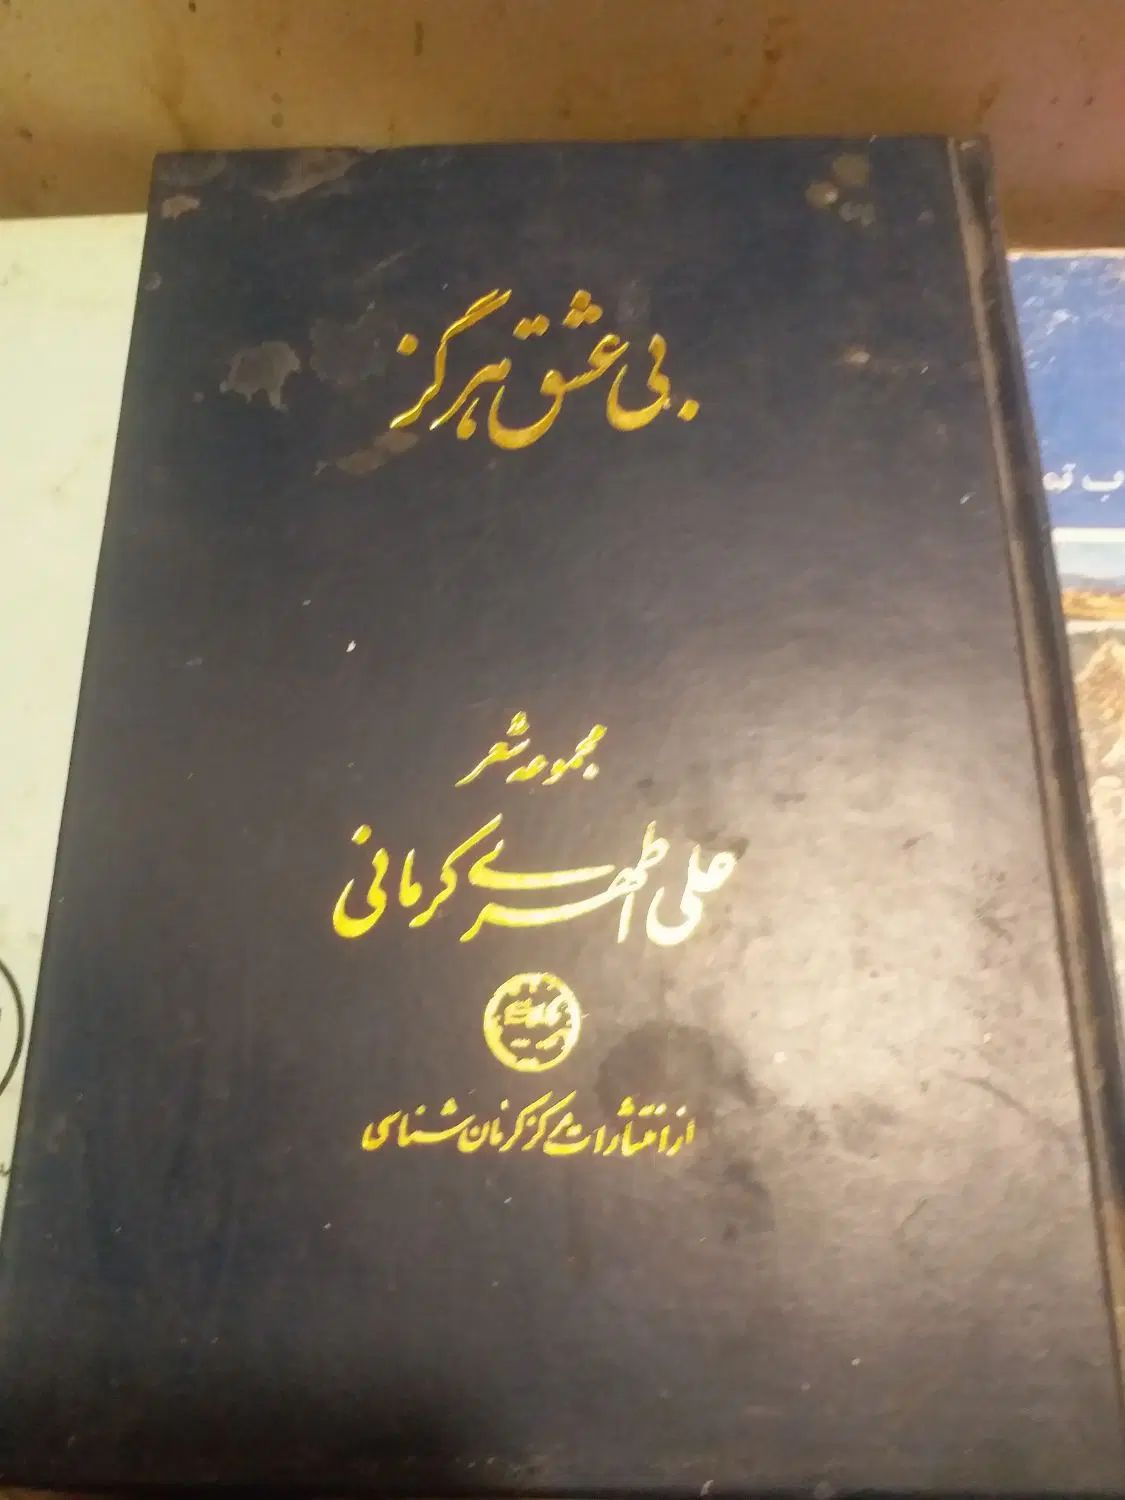 بی عشق هرگز
مجموعه شعر
علی اطهری کرمانی
از انتشارات مرکز کرمان شناسی